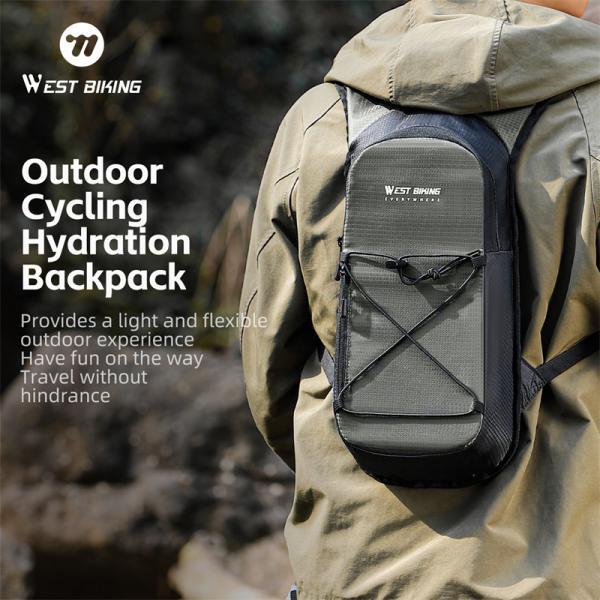 WEST BIKING
Outdoor
Cycling
Hydration
Backpack
Provides a light and flexible
outdoor experience
Have fun on the way
Travel without
hindrance
WEST BIKING
EVERYWHERE